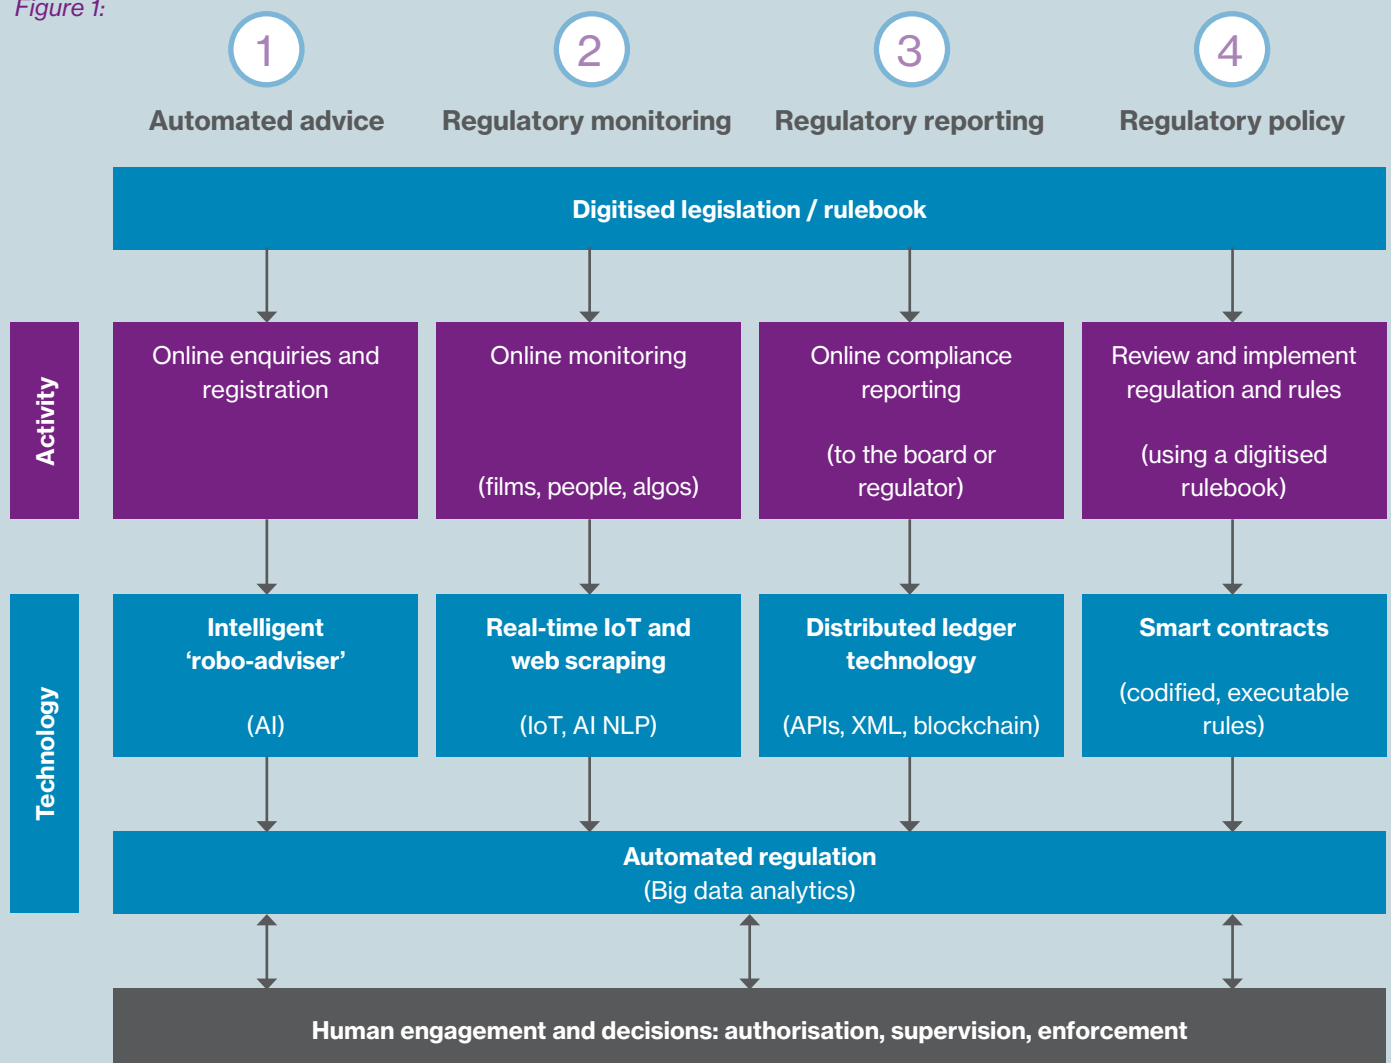 Figure 1:
1
2
3
4
Automated advice
Regulatory monitoring
Regulatory reporting
Regulatory policy
Digitised legislation / rulebook
Activity
Online enquiries and
registration
Online monitoring
(films, people, algos)
Online compliance
reporting
(to the board or
regulator)
Review and implement
regulation and rules
(using a digitised
rulebook)
Technology
Intelligent
‘robo-adviser’
(AI)
Real-time IoT and
web scraping
(IoT, AI NLP)
Distributed ledger
technology
(APIs, XML, blockchain)
Smart contracts
(codified, executable
rules)
Automated regulation
(Big data analytics)
Human engagement and decisions: authorisation, supervision, enforcement